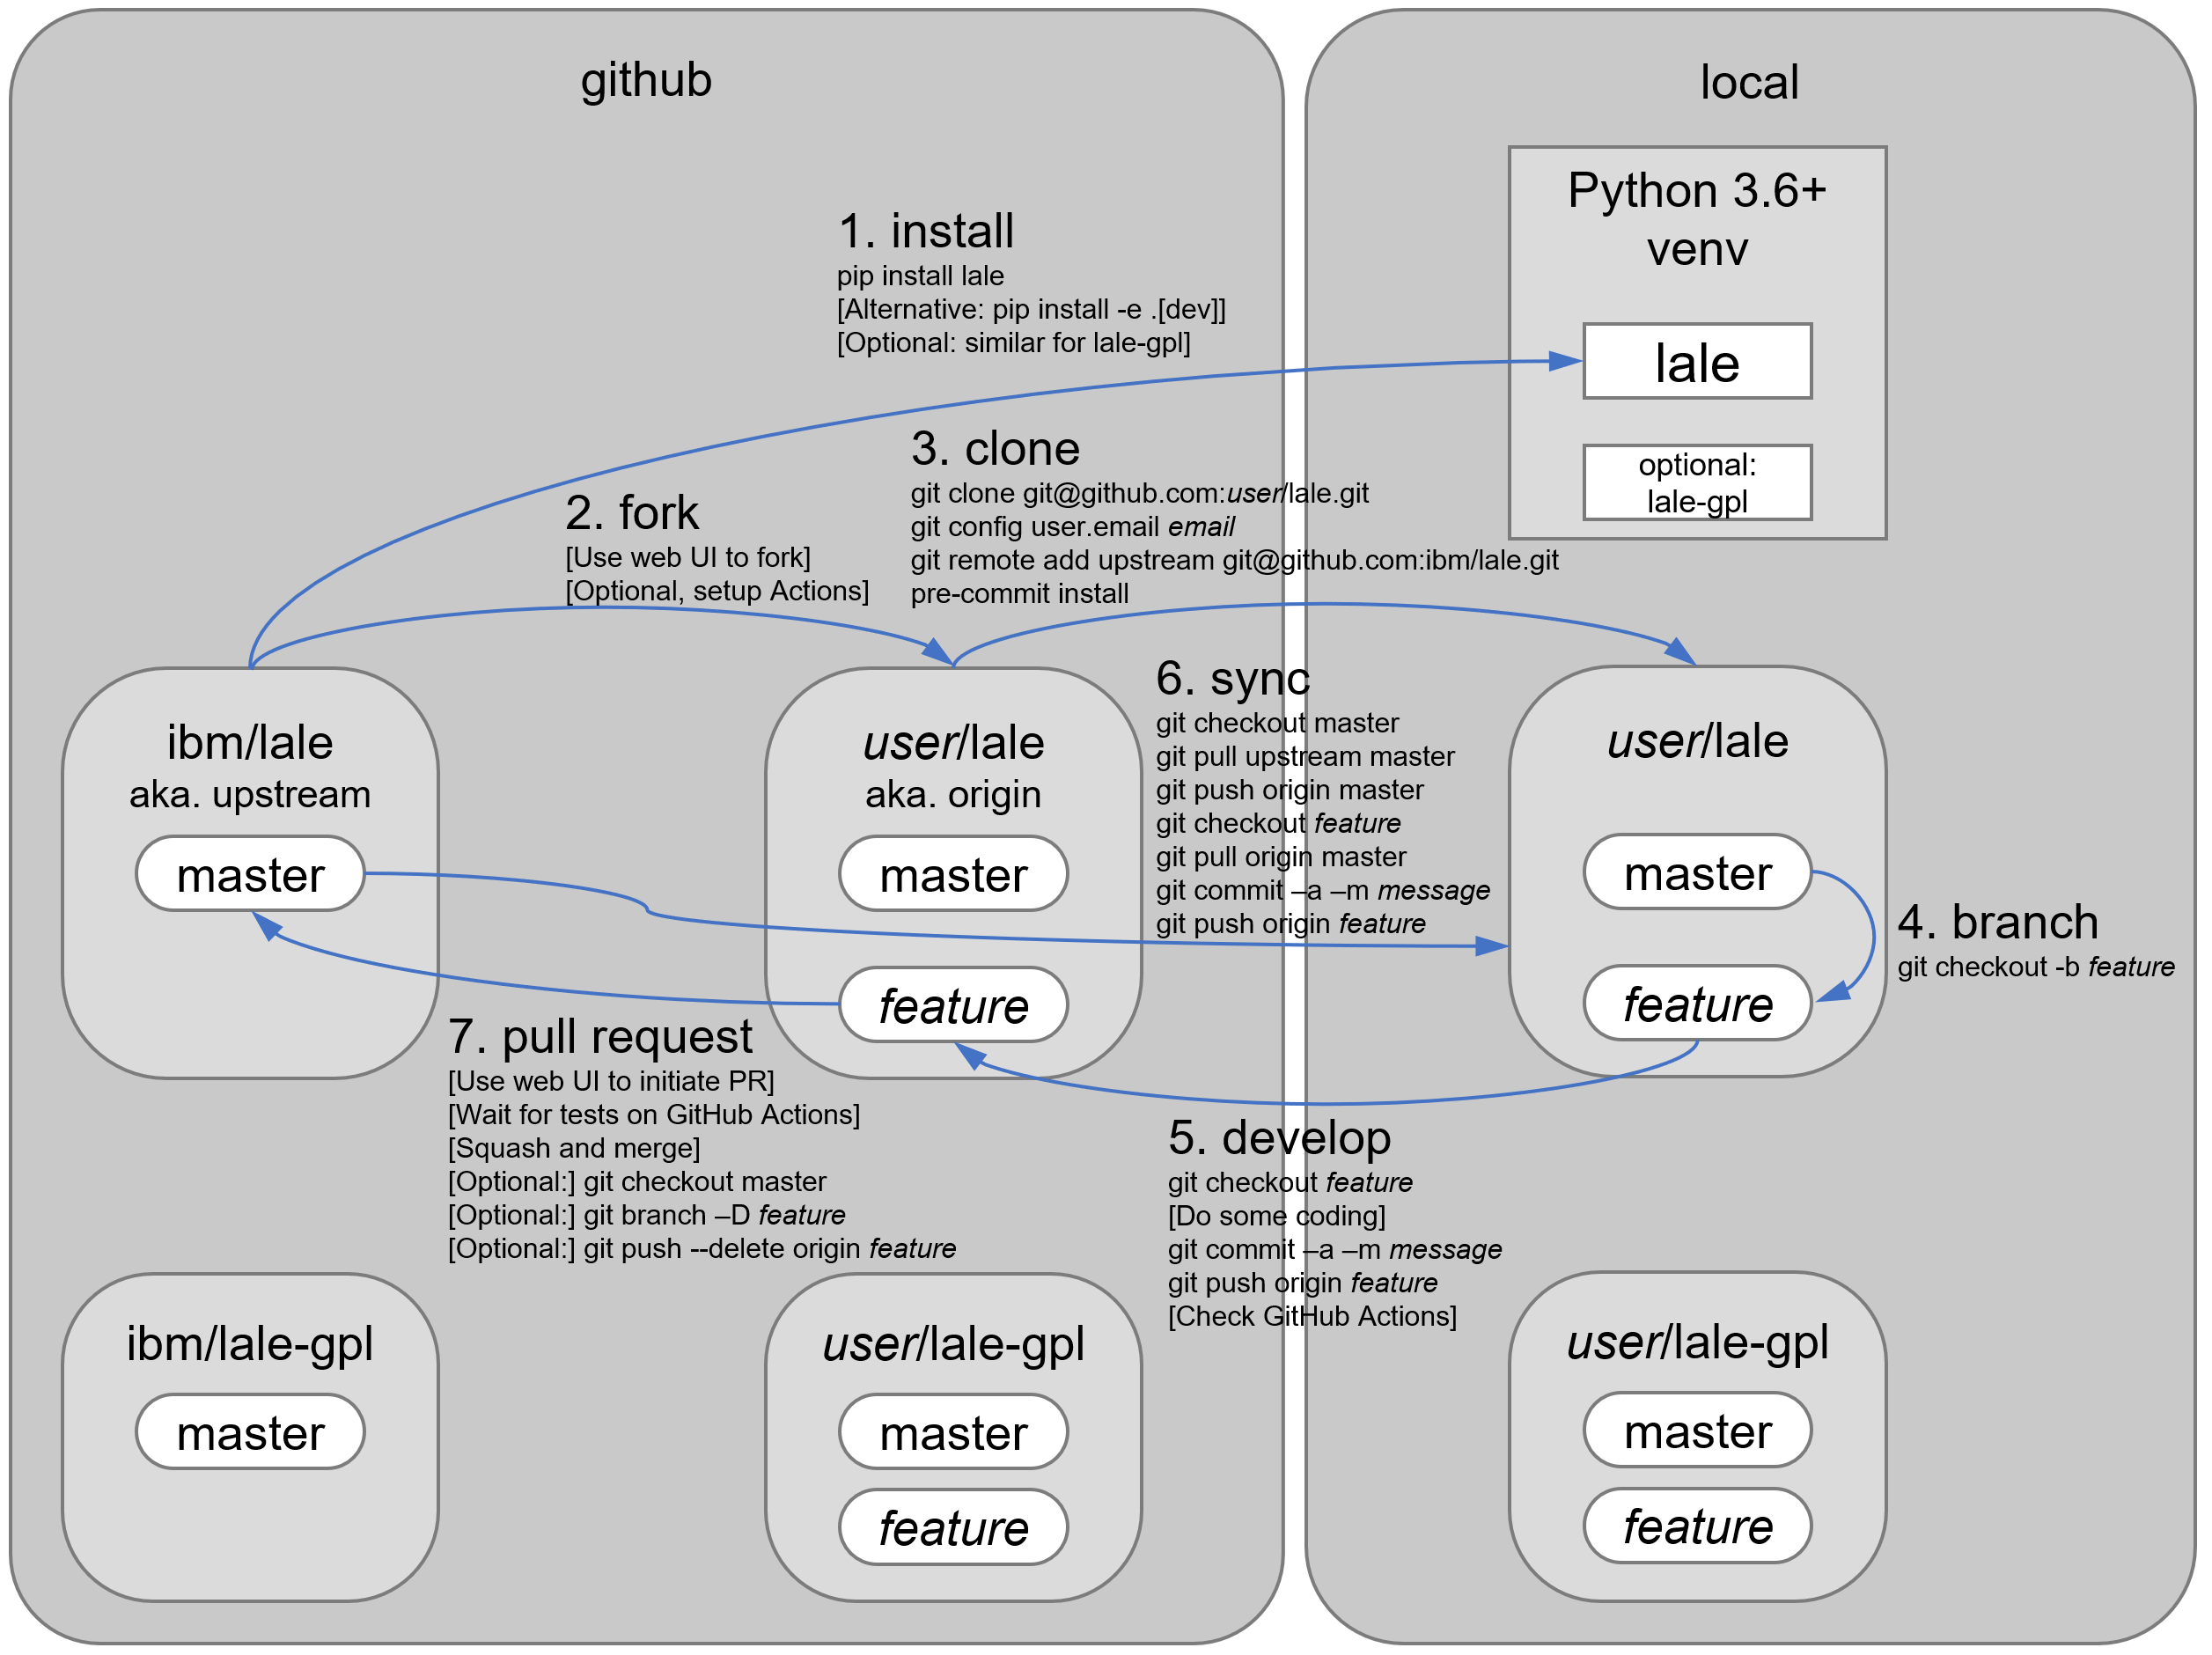 github
local
Python 3.6+
venv
lale
optional:
lale-gpl
1. install
pip install lale
[Alternative: pip install -e .[dev]]
[Optional: similar for lale-gpl]
2. fork
[Use web UI to fork]
[Optional, setup Actions]
3. clone
git clone git@github.com:user/lale.git
git config user.email email
git remote add upstream git@github.com:ibm/lale.git
pre-commit install
ibm/lale
aka. upstream
master
user/lale
aka. origin
master
feature
6. sync
git checkout master
git pull upstream master
git push origin master
git checkout feature
git pull origin master
git commit –a –m message
git push origin feature
user/lale
master
feature
4. branch
git checkout -b feature
7. pull request
[Use web UI to initiate PR]
[Wait for tests on GitHub Actions]
[Squash and merge]
[Optional:] git checkout master
[Optional:] git branch –D feature
[Optional:] git push --delete origin feature
5. develop
git checkout feature
[Do some coding]
git commit –a –m message
git push origin feature
[Check GitHub Actions]
ibm/lale-gpl
master
user/lale-gpl
master
feature
user/lale-gpl
master
feature